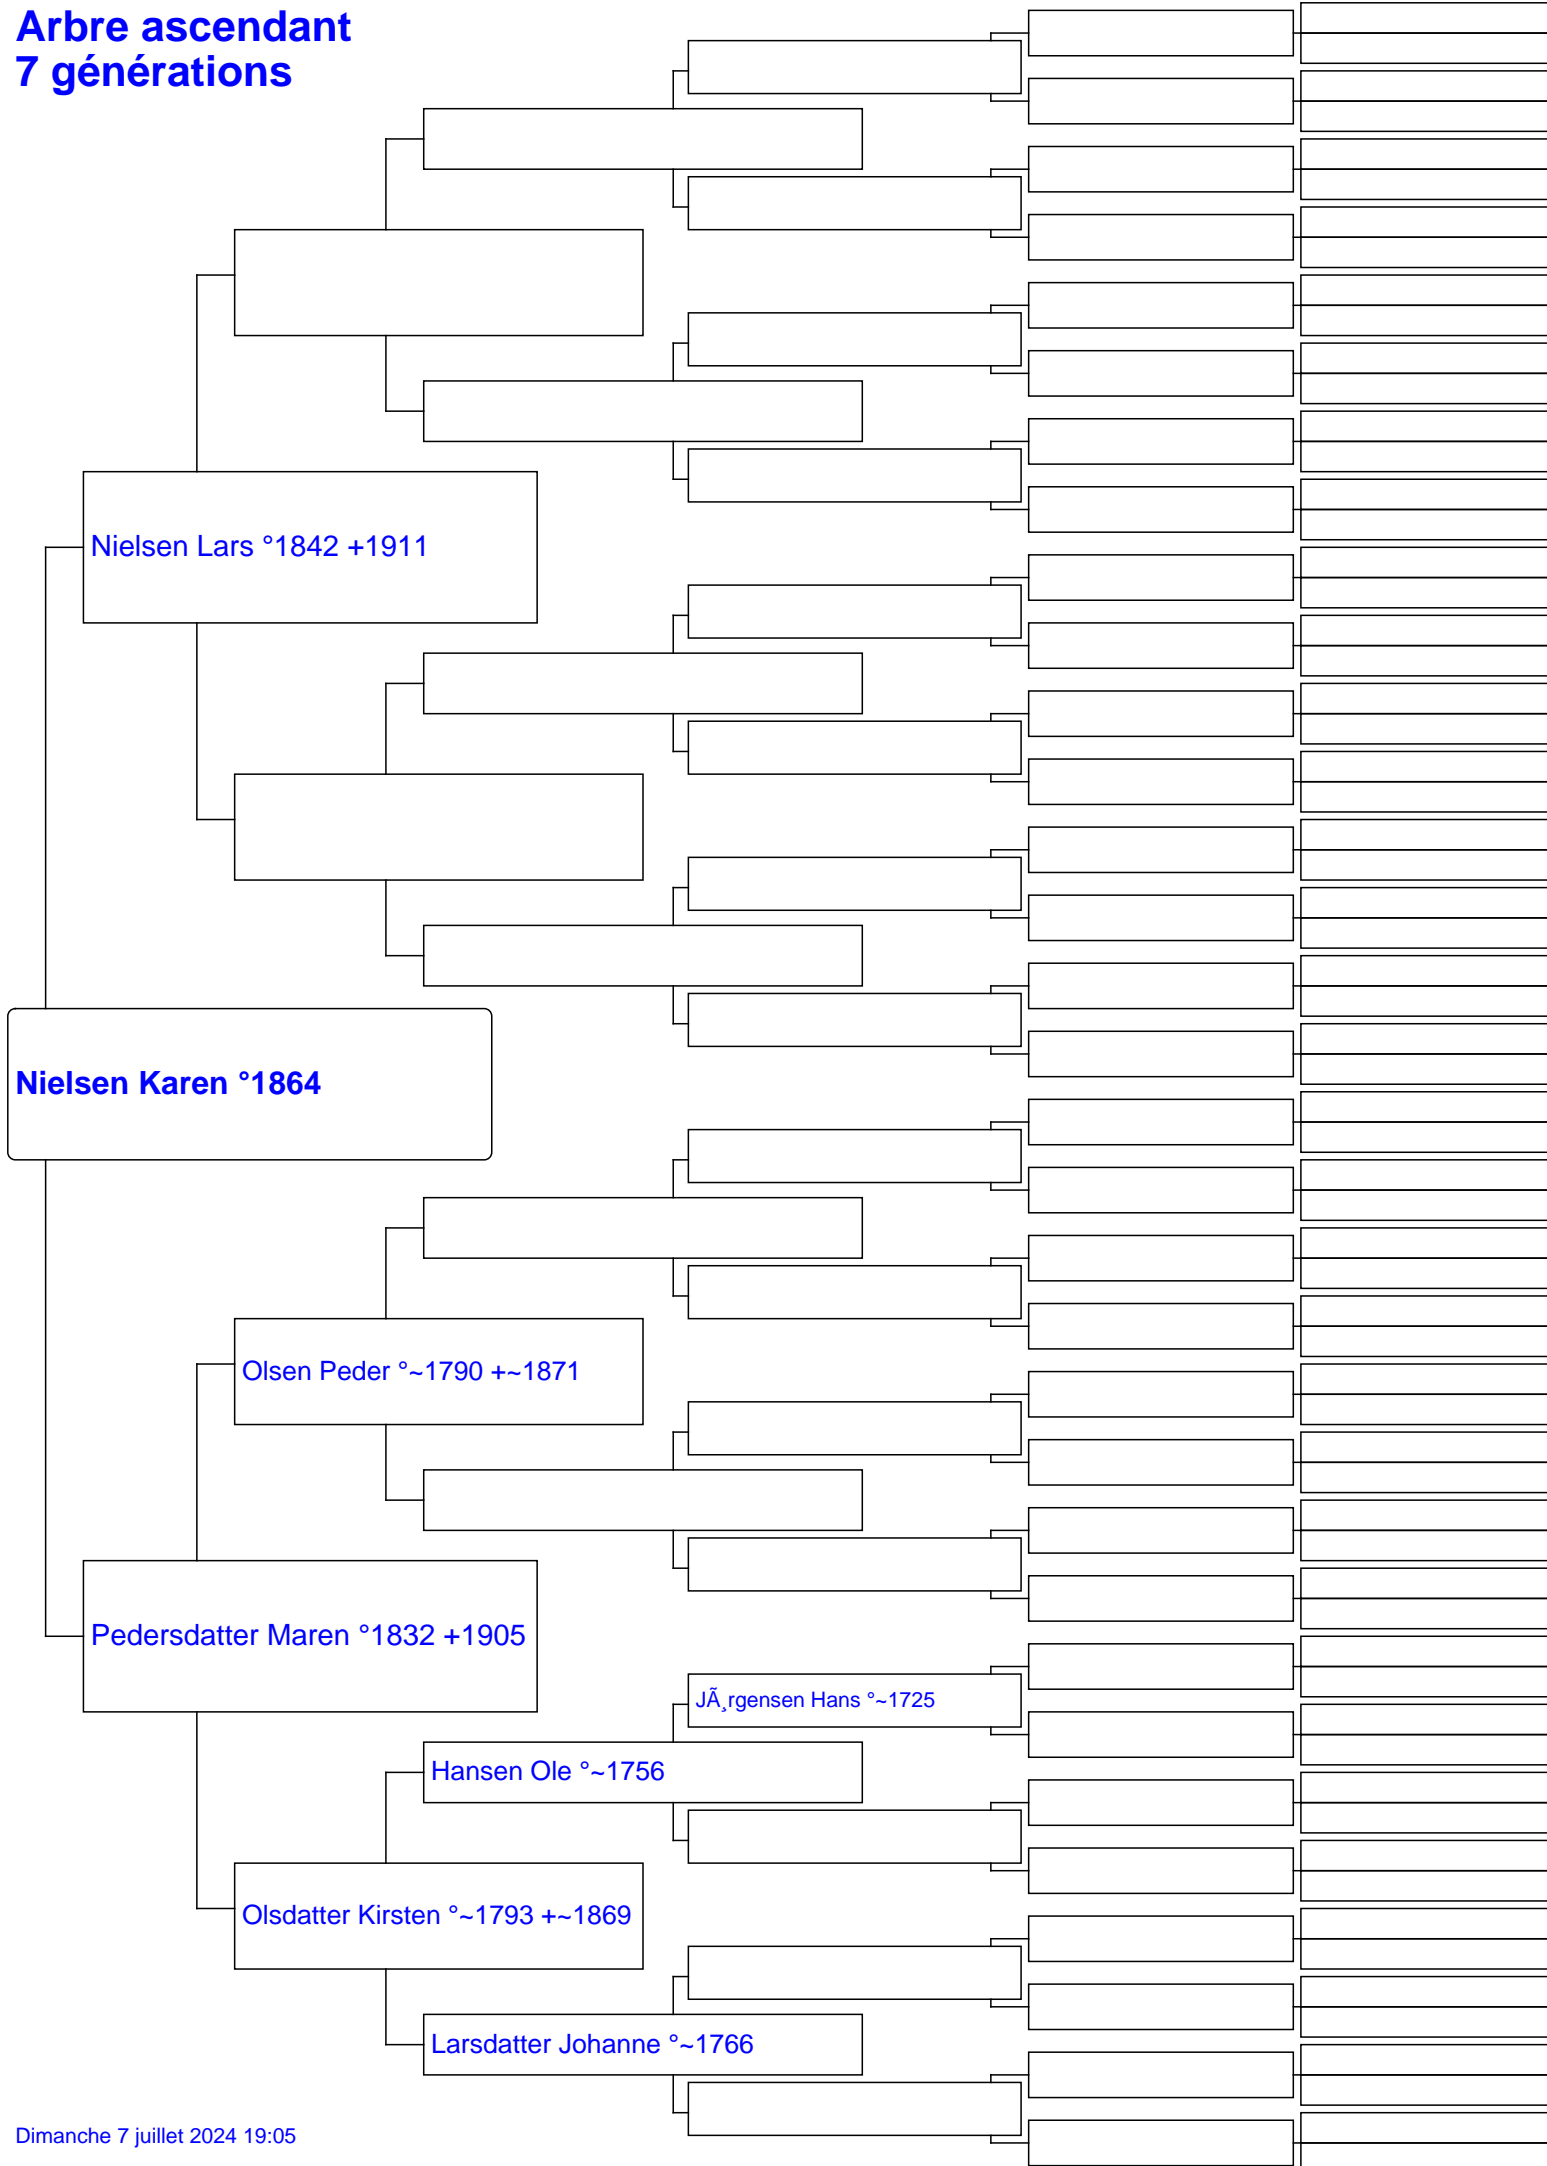 Arbre ascendant
7 générations
Nielsen Lars °1842 +1911
Nielsen Karen °1864
Olsen Peder °~1790 +~1871
Pedersdatter Maren °1832 +1905
JÃ¸rgensen Hans °~1725
Hansen Ole °~1756
Olsdatter Kirsten °~1793 +~1869
Larsdatter Johanne °~1766
Dimanche 7 juillet 2024 19:05